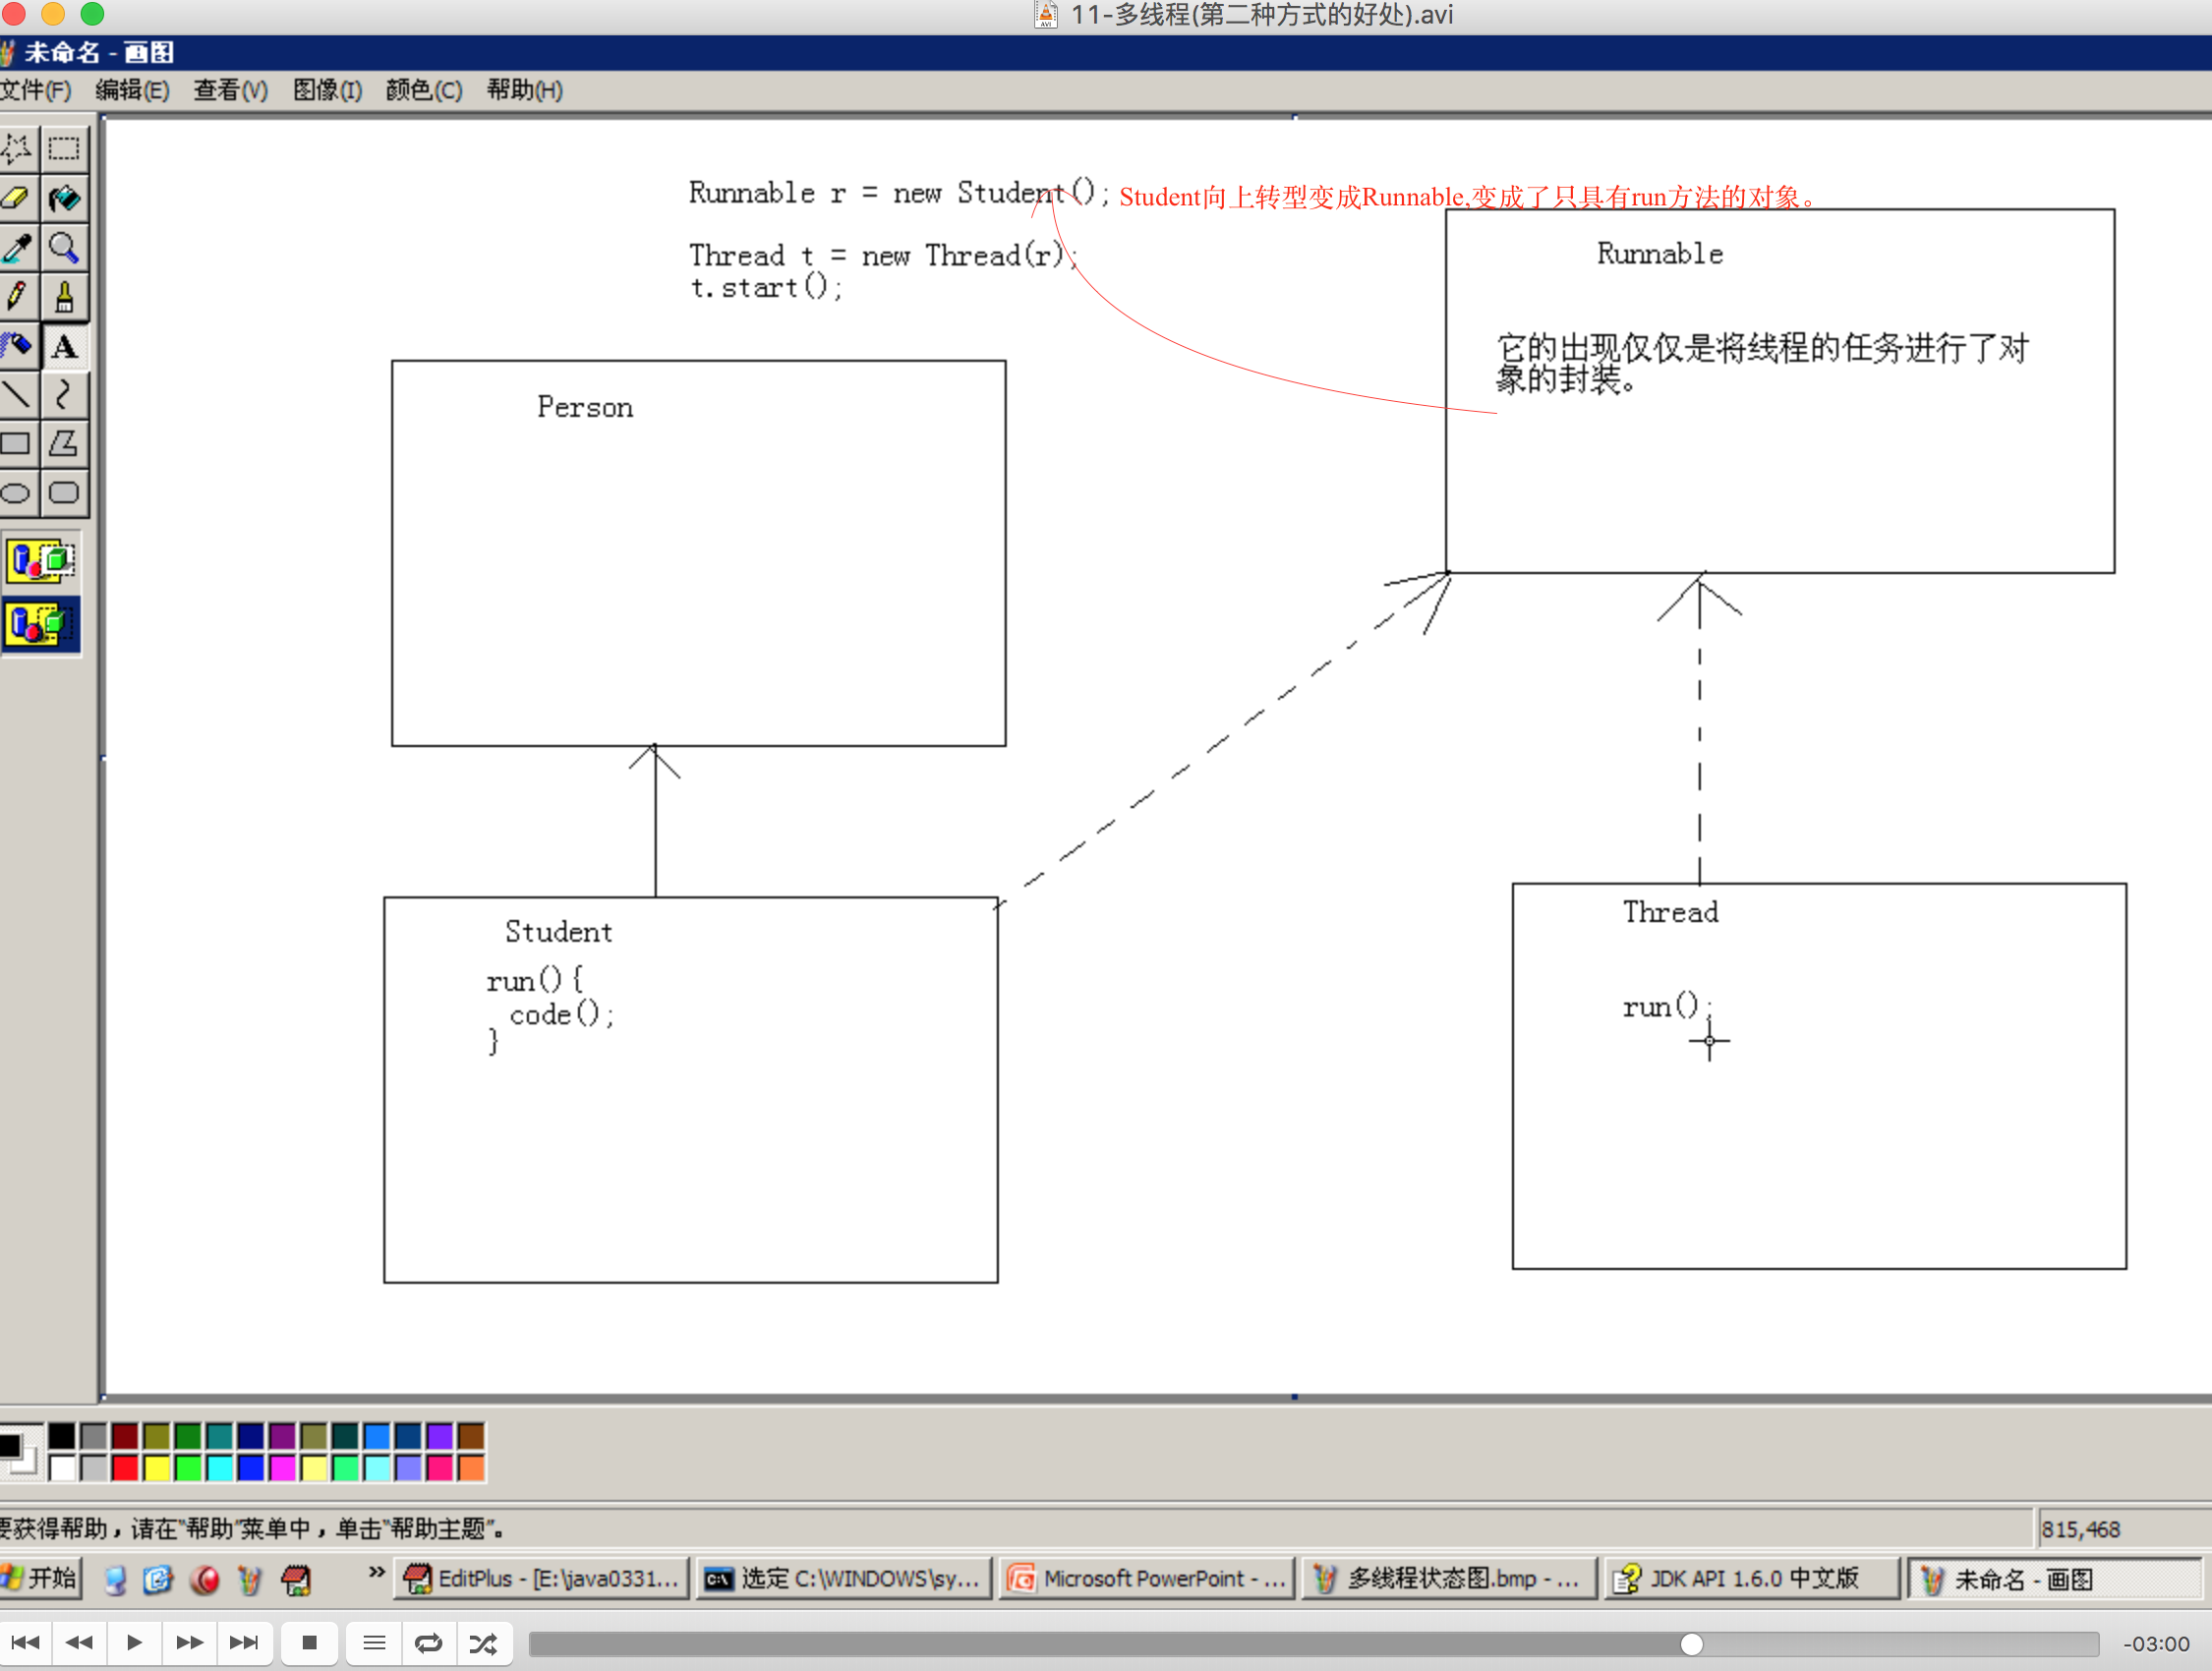 11-多线程(第二种方式的好处).avi
未命名 - 画图
文件(F) 编辑(E) 查看(V) 图像(I) 颜色(C) 帮助(H)
Runnable r = new Student();
Student向上转型变成Runnable,变成了只具有run方法的对象。
Thread t = new Thread(r);
t.start();
Runnable
它的出现仅仅是将线程的任务进行了对
象的封装。
Person
Student
run(){
code();
}
Thread
run();
A
要获得帮助，请在“帮助”菜单中，单击“帮助主题”。
815,468
开始
»
EditPlus - [E:\java0331...
选定 C:\WINDOWS\sy...
Microsoft PowerPoint - ...
多线程状态图.bmp - ...
JDK API 1.6.0 中文版
未命名 - 画图
-03:00